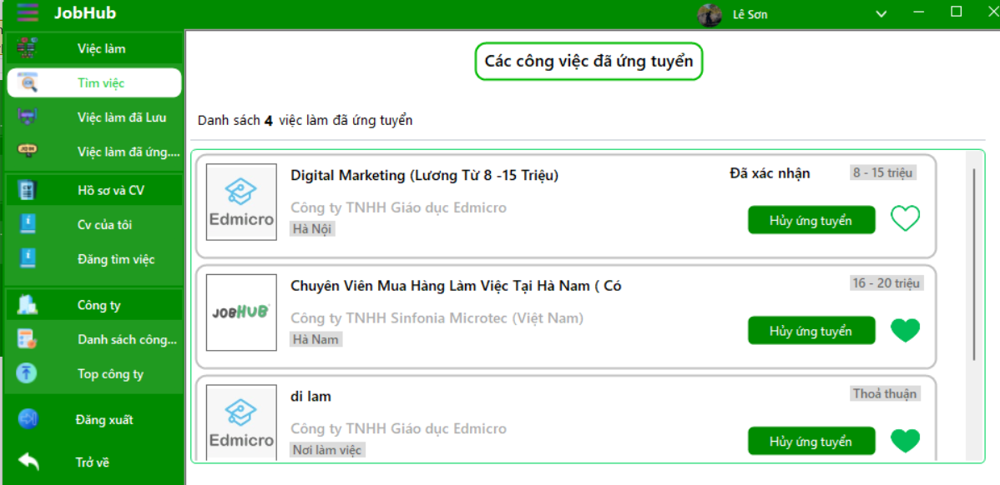 JobHub
Lê Sơn
Việc làm
Tìm việc
Việc làm đã Lưu
Việc làm đã ứng....
Hồ sơ và CV
Cv của tôi
Đăng tìm việc
Công ty
Danh sách công...
Top công ty
Đăng xuất
Trở về
Các công việc đã ứng tuyển
Danh sách 4 việc làm đã ứng tuyển
Edmicro
Digital Marketing (Lương Từ 8 -15 Triệu)
Đã xác nhận
8 - 15 triệu
Công ty TNHH Giáo dục Edmicro
Hà Nội
Hủy ứng tuyển
JOBHUB
Chuyên Viên Mua Hàng Làm Việc Tại Hà Nam ( Có
16 - 20 triệu
Công ty TNHH Sinfonia Microtec (Việt Nam)
Hà Nam
Hủy ứng tuyển
Edmicro
di lam
Thoả thuận
Công ty TNHH Giáo dục Edmicro
Nơi làm việc
Hủy ứng tuyển